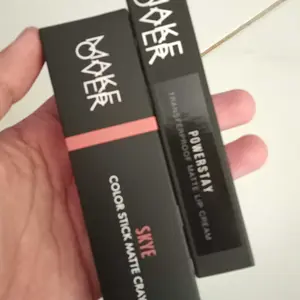 MAKE
OVER
SKYE
COLOR STICK MATTE CRAY
MAKE
OVER
POWERSTAY
TRANSFERPROOF MATTE LIP CREAM